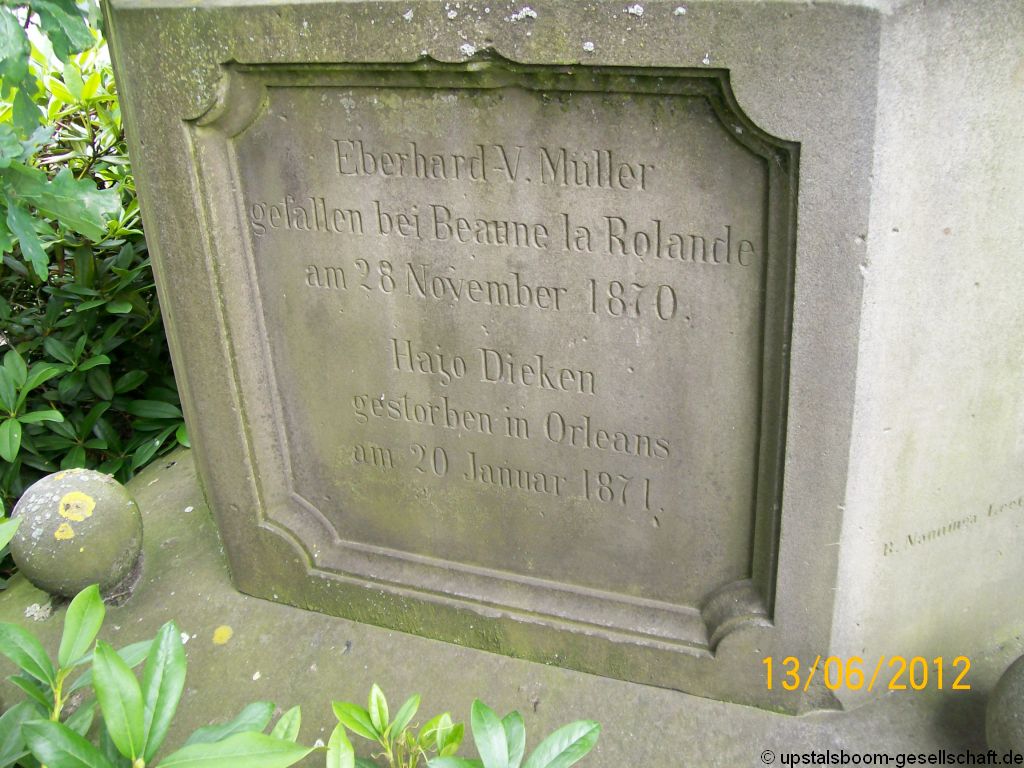 Eberhard V. Müller
gefallen bei Beaune la Rolande
am 28 November 1870.
Hajo Dieken
gestorben in Orleans
am 20 Januar 1871.
R. Nanninga
13/06/2012
© upstalsboom-gesellschaft.de